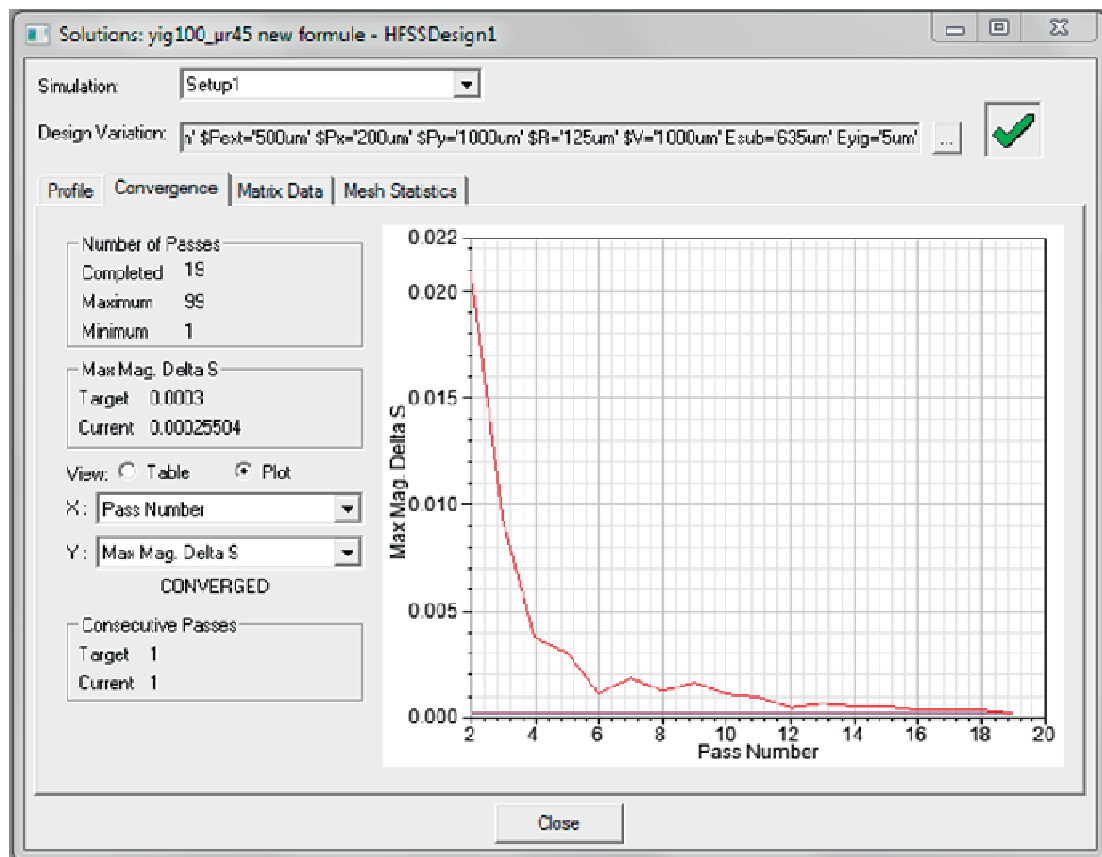 Solutions: yig100_µr45 new formule - HFSSDesign1
Simulation: Setup1
Design Variation: $Pext='500um' $Px='200um' $Py='1000um' $R='125um' $V='1000um' Esub='635um' Eyig='5um' ...
Profile Convergence Matrix Data Mesh Statistics
Number of Passes
Completed 19
Maximum 99
Minimum 1
Max Mag. Delta S
Target 0.0003
Current 0.00025504
View: Table Plot
X: Pass Number
Y: Max Mag. Delta S
CONVERGED
Consecutive Passes
Target 1
Current 1
Max Mag. Delta S
0.022
0.020
0.015
0.010
0.005
0.000
2 4 6 8 10 12 14 16 18 20
Pass Number
Close